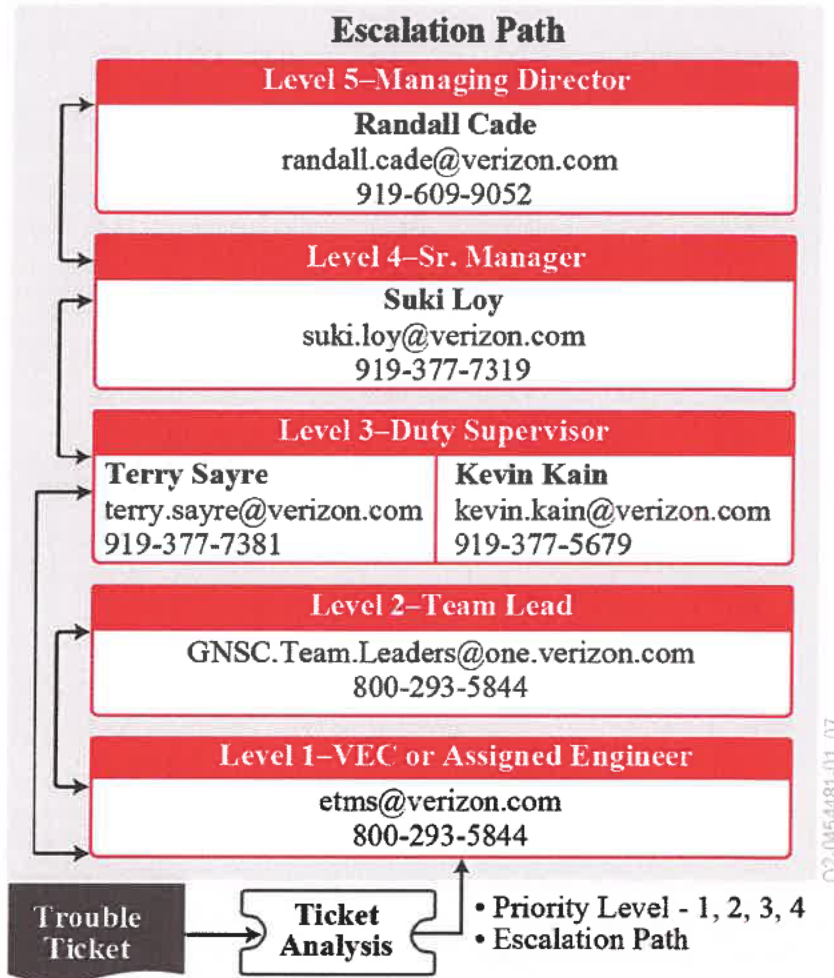 Escalation Path
Level 5–Managing Director
Randall Cade
randall.cade@verizon.com
919-609-9052
Level 4–Sr. Manager
Suki Loy
suki.loy@verizon.com
919-377-7319
Level 3–Duty Supervisor
Terry Sayre
terry.sayre@verizon.com
919-377-7381
Kevin Kain
kevin.kain@verizon.com
919-377-5679
Level 2–Team Lead
GNSC.Team.Leaders@one.verizon.com
800-293-5844
Level 1–VEC or Assigned Engineer
etms@verizon.com
800-293-5844
Trouble
Ticket
Ticket
Analysis
• Priority Level - 1, 2, 3, 4
• Escalation Path